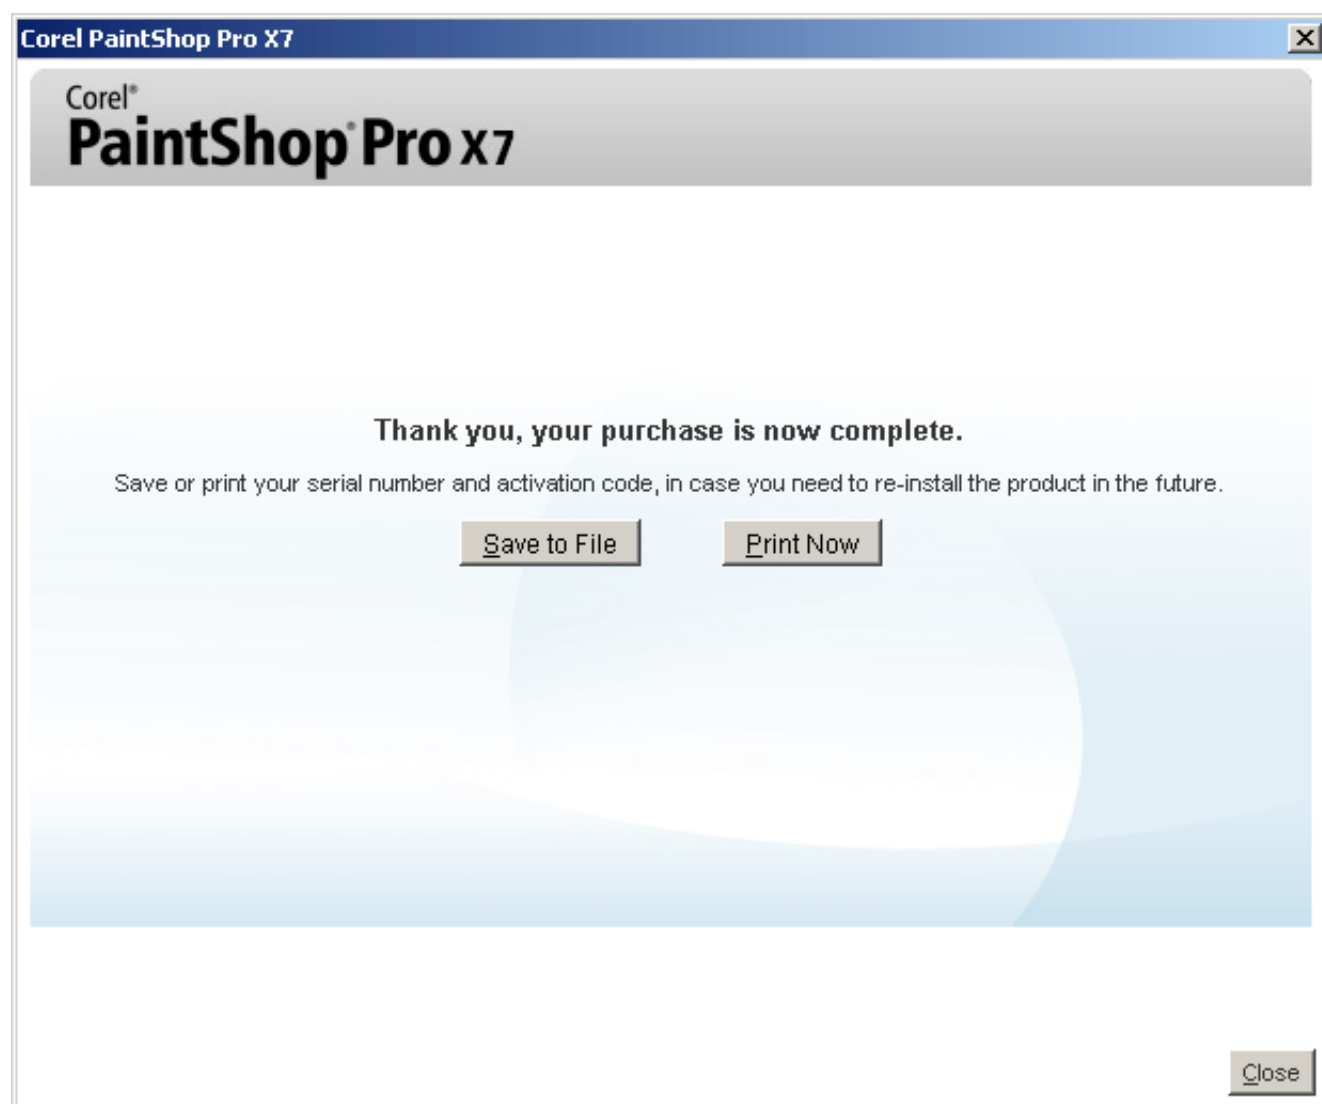 Corel PaintShop Pro X7
Corel®
PaintShop® Pro X7
Thank you, your purchase is now complete.
Save or print your serial number and activation code, in case you need to re-install the product in the future.
Save to File Print Now
Close